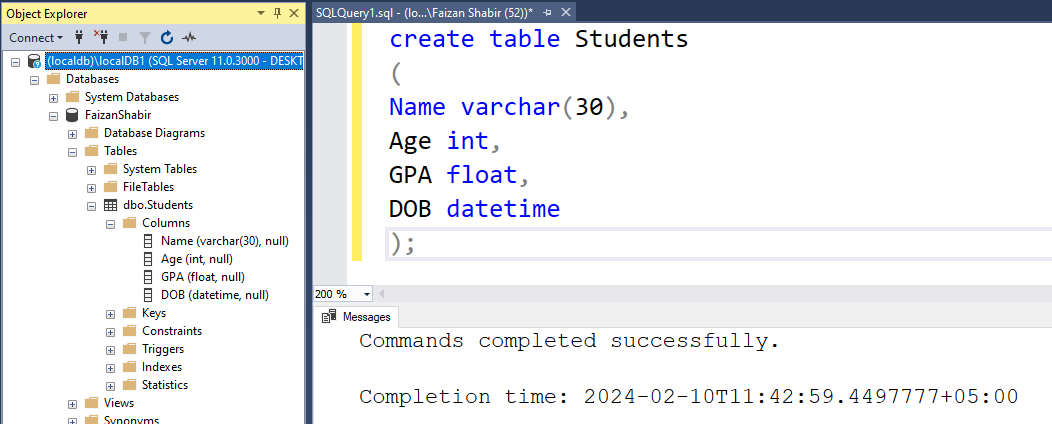 Object Explorer
Connect
(localdb)\localDB1 (SQL Server 11.0.3000 - DESKT
Databases
System Databases
FaizanShabir
Database Diagrams
Tables
System Tables
FileTables
dbo.Students
Columns
Name (varchar(30), null)
Age (int, null)
GPA (float, null)
DOB (datetime, null)
Keys
Constraints
Triggers
Indexes
Statistics
Views
Synonyms
SQLQuery1.sql - (lo...\Faizan Shabir (52))*
create table Students
(
Name varchar(30),
Age int,
GPA float,
DOB datetime
);
200 %
Messages
Commands completed successfully.
Completion time: 2024-02-10T11:42:59.4497777+05:00